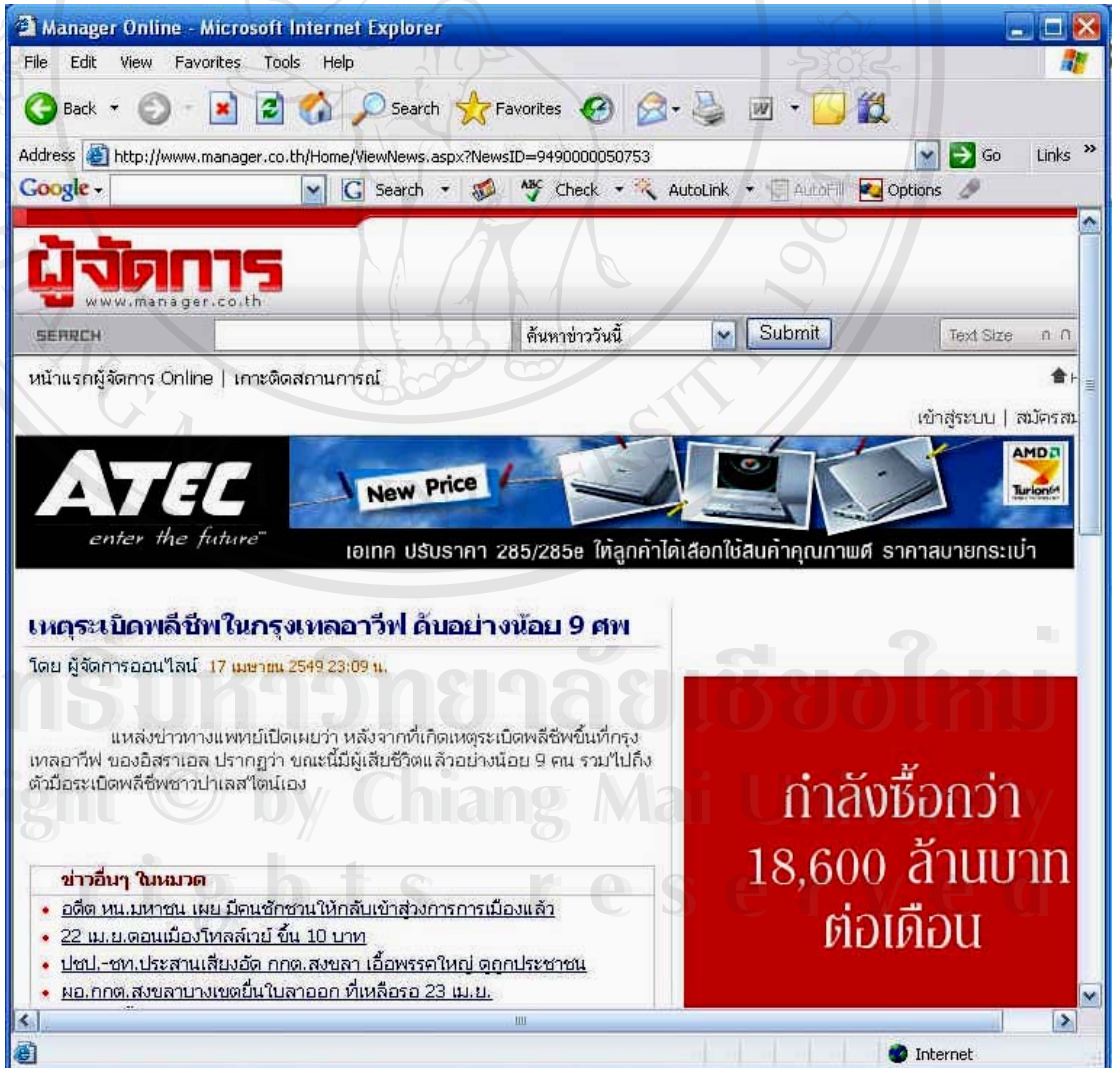 Manager Online - Microsoft Internet Explorer
File Edit View Favorites Tools Help
Back Search Favorites
Address http://www.manager.co.th/Home/ViewNews.aspx?NewsID=9490000050753 Go Links »
Google Search ABC Check AutoLink AutoFill Options
ผู้จัดการ
www.manager.co.th
SEARCH ค้นหาข่าววันนี้ Submit Text Size ก ก
หน้าแรกผู้จัดการ Online | เกาะติดสถานการณ์
เข้าสู่ระบบ | สมัครสม
ATEC
enter the future™
New Price
AMD
Turion64
เอเทค ปรับราคา 285/285e ให้ลูกค้าได้เลือกใช้สินค้าคุณภาพดี ราคาสบายกระเป๋า
เหตุระเบิดพลีชีพในกรุงเทลอาวีฟ ดับอย่างน้อย 9 ศพ
โดย ผู้จัดการออนไลน์ 17 เมษายน 2549 23:09 น.
แหล่งข่าวทางแพทย์เปิดเผยว่า หลังจากที่เกิดเหตุระเบิดพลีชีพขึ้นที่กรุง
เทลอาวีฟ ของอิสราเอล ปรากฏว่า ขณะนี้มีผู้เสียชีวิตแล้วอย่างน้อย 9 คน รวมไปถึง
ตัวมือระเบิดพลีชีพชาวปาเลสไตน์เอง
กำลังซื้อกว่า
18,600 ล้านบาท
ต่อเดือน
ข่าวอื่นๆ ในหมวด
อดีต หน.มหาชน เผย มีคนชักชวนให้กลับเข้าสู่วงการการเมืองแล้ว
22 เม.ย.ดอนเมืองโทลล์เวย์ ขึ้น 10 บาท
ปชป.-ชท.ประสานเสียงอัด กกต.สงขลา เอื้อพรรคใหญ่ ดูถูกประชาชน
ผอ.กกต.สงขลาบางเขตยื่นใบลาออก ที่เหลือรอ 23 เม.ย.
Internet